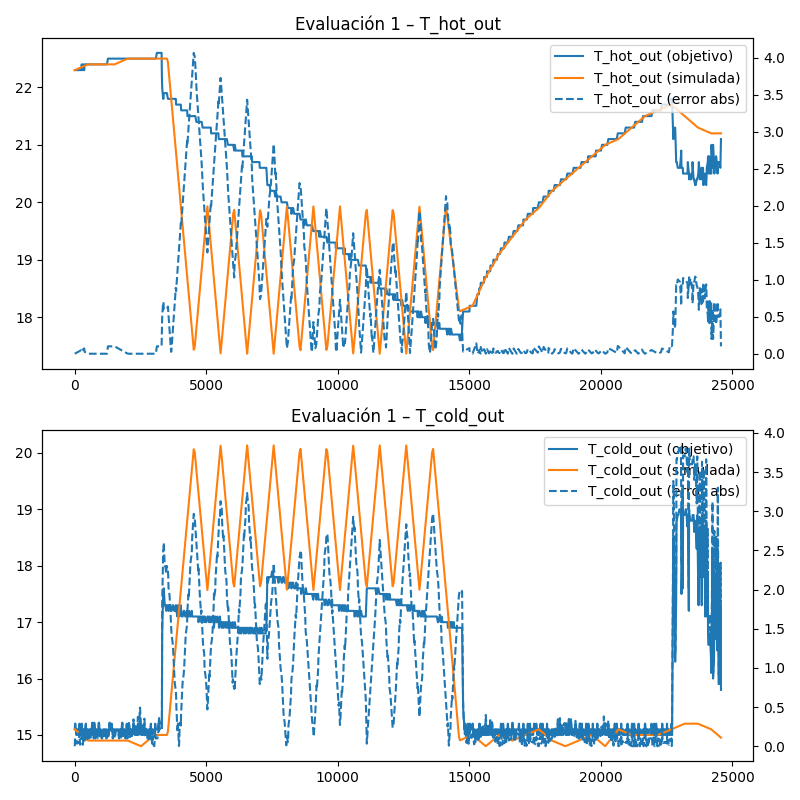 Evaluación 1 – T_hot_out
T_hot_out (objetivo)
T_hot_out (simulada)
T_hot_out (error abs)
22
21
20
19
18
4.0
3.5
3.0
2.5
2.0
1.5
1.0
0.5
0.0
0 5000 10000 15000 20000 25000
Evaluación 1 – T_cold_out
T_cold_out (objetivo)
T_cold_out (simulada)
T_cold_out (error abs)
20
19
18
17
16
15
4.0
3.5
3.0
2.5
2.0
1.5
1.0
0.5
0.0
0 5000 10000 15000 20000 25000